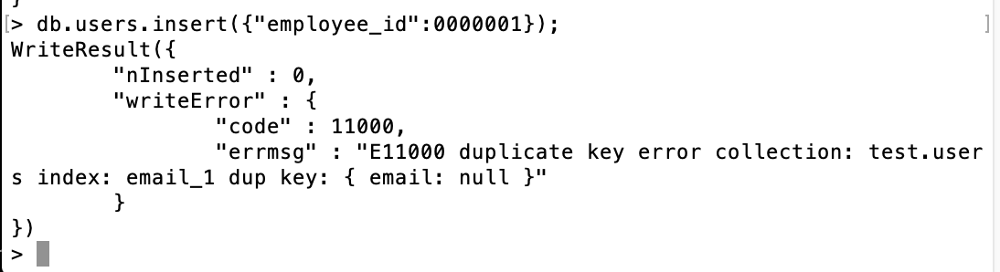 }
[> db.users.insert({"employee_id":0000001}); ]
WriteResult({
        "nInserted" : 0,
        "writeError" : {
                "code" : 11000,
                "errmsg" : "E11000 duplicate key error collection: test.user
s index: email_1 dup key: { email: null }"
        }
})
>